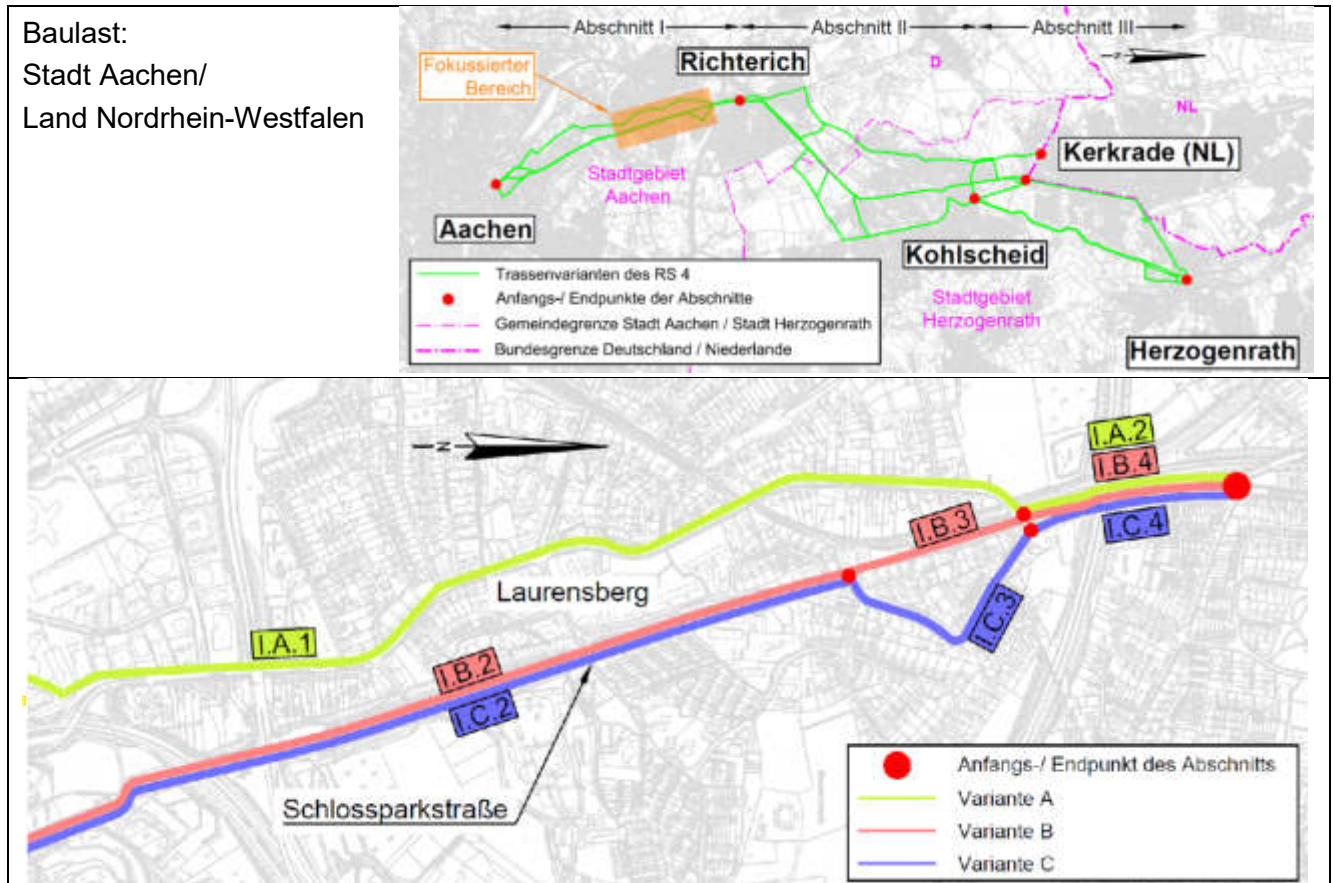 Baulast:
Stadt Aachen/
Land Nordrhein-Westfalen
Abschnitt I
Abschnitt II
Abschnitt III
Fokussierter
Bereich
Richterich
D
N
NL
Kerkrade (NL)
Stadtgebiet
Aachen
Aachen
Kohlscheid
Stadtgebiet
Herzogenrath
Herzogenrath
Trassenvarianten des RS 4
Anfangs-/ Endpunkte der Abschnitte
Gemeindegrenze Stadt Aachen / Stadt Herzogenrath
Bundesgrenze Deutschland / Niederlande
N
I.A.2
I.B.4
I.B.3
I.C.4
Laurensberg
I.C.3
I.A.1
I.B.2
I.C.2
Schlossparkstraße
Anfangs-/ Endpunkt des Abschnitts
Variante A
Variante B
Variante C